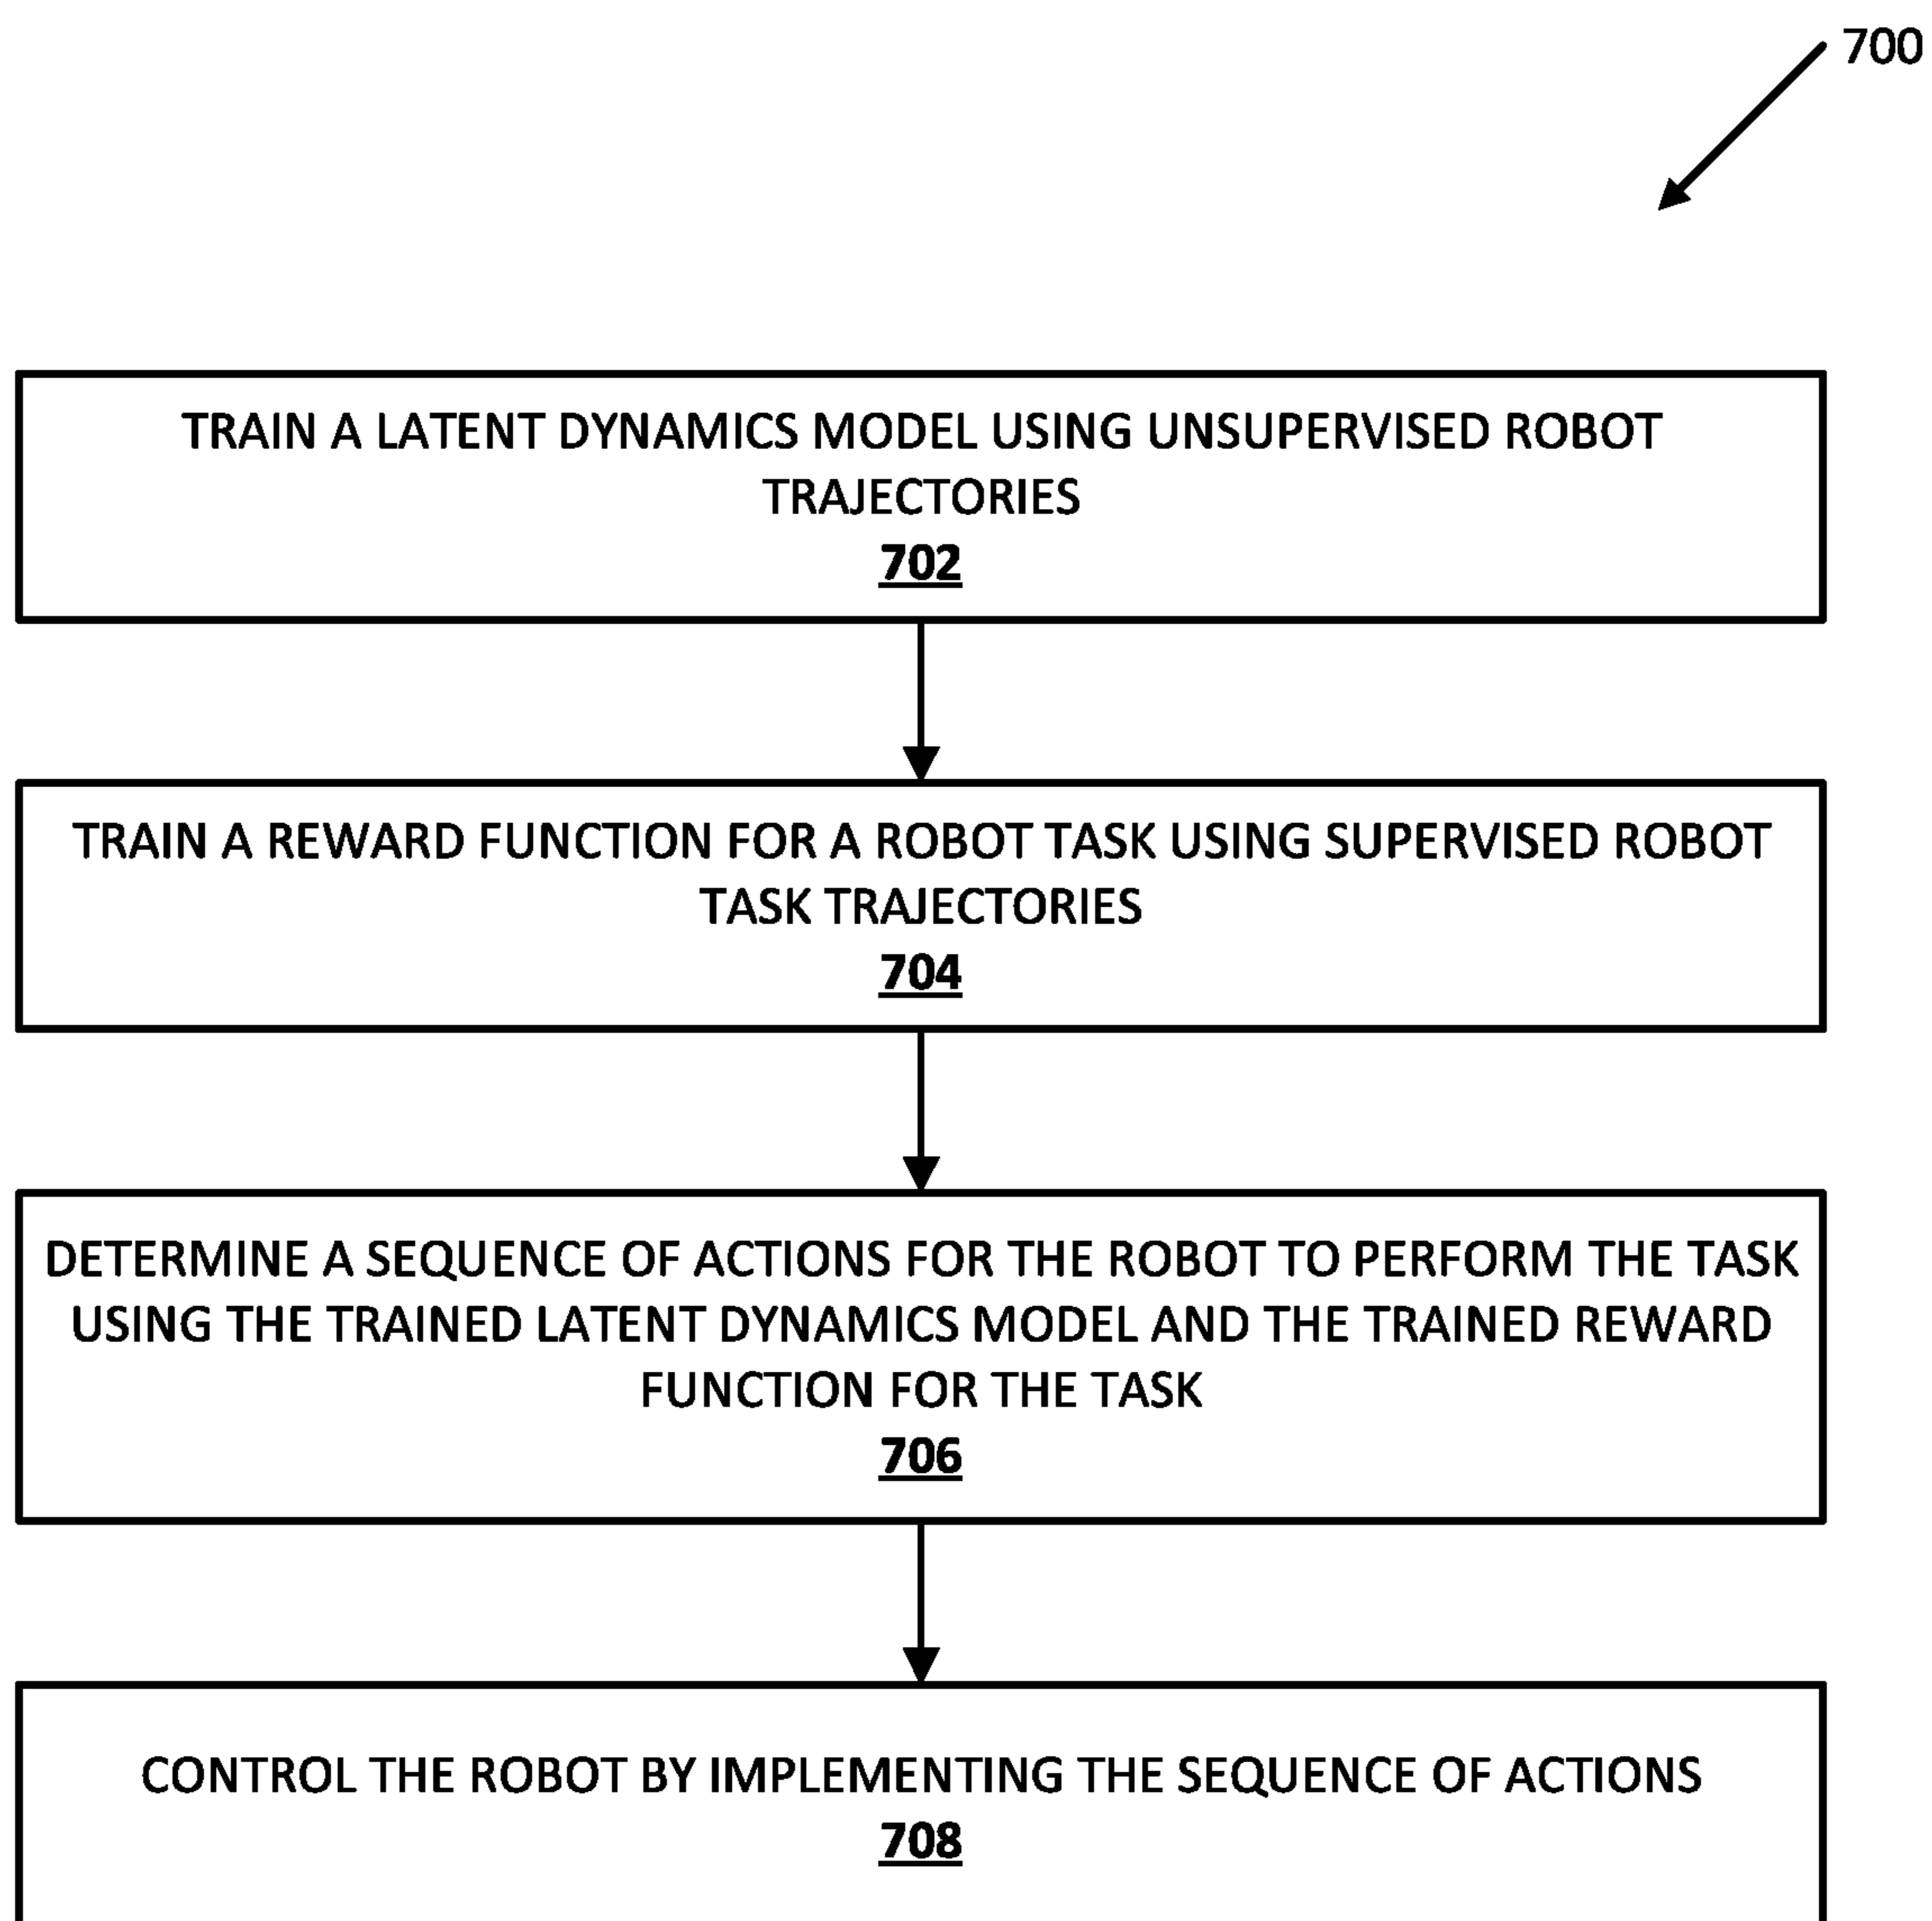 700
TRAIN A LATENT DYNAMICS MODEL USING UNSUPERVISED ROBOT
TRAJECTORIES
702
TRAIN A REWARD FUNCTION FOR A ROBOT TASK USING SUPERVISED ROBOT
TASK TRAJECTORIES
704
DETERMINE A SEQUENCE OF ACTIONS FOR THE ROBOT TO PERFORM THE TASK
USING THE TRAINED LATENT DYNAMICS MODEL AND THE TRAINED REWARD
FUNCTION FOR THE TASK
706
CONTROL THE ROBOT BY IMPLEMENTING THE SEQUENCE OF ACTIONS
708